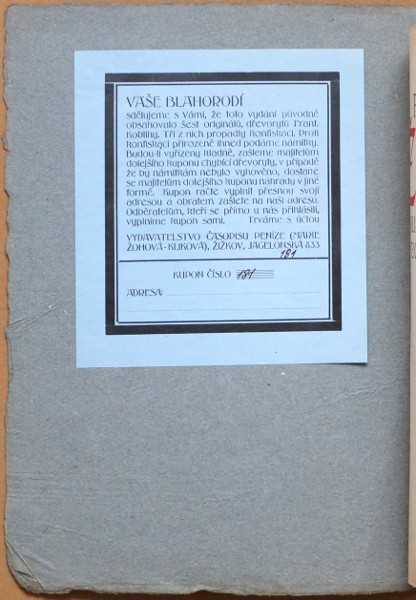 VAŠE BLAHORODÍ
sdělujeme s Vámi, že toto vydání původně
obsahovalo šest originálů, dřevorytů Frant.
Koblihy. Tři z nich propadly konfiskaci. Proti
konfiskaci přirozeně ihned podáme námitky.
Budou-li vyřízeny kladně, zašleme majitelům
dolejšího kuponu chybící dřevoryty, v případě
že by námitkám nebylo vyhověno, dostane
se majitelům dolejšího kuponu náhrady v jiné
formě. Kupon račte vyplnit přesnou svojí
adresou a obratem zašlete na naši adresu.
Odběratelům, kteří se přímo u nás přihlásili,
vyplníme kupon sami. Trváme s úctou
VYDAVATELSTVO ČASOPISU PENÍZE (MARIE
ŽOHOVÁ-KLIKOVÁ), ŽIŽKOV, JAGELONSKÁ 833
181
KUPON ČÍSLO 181
ADRESA: